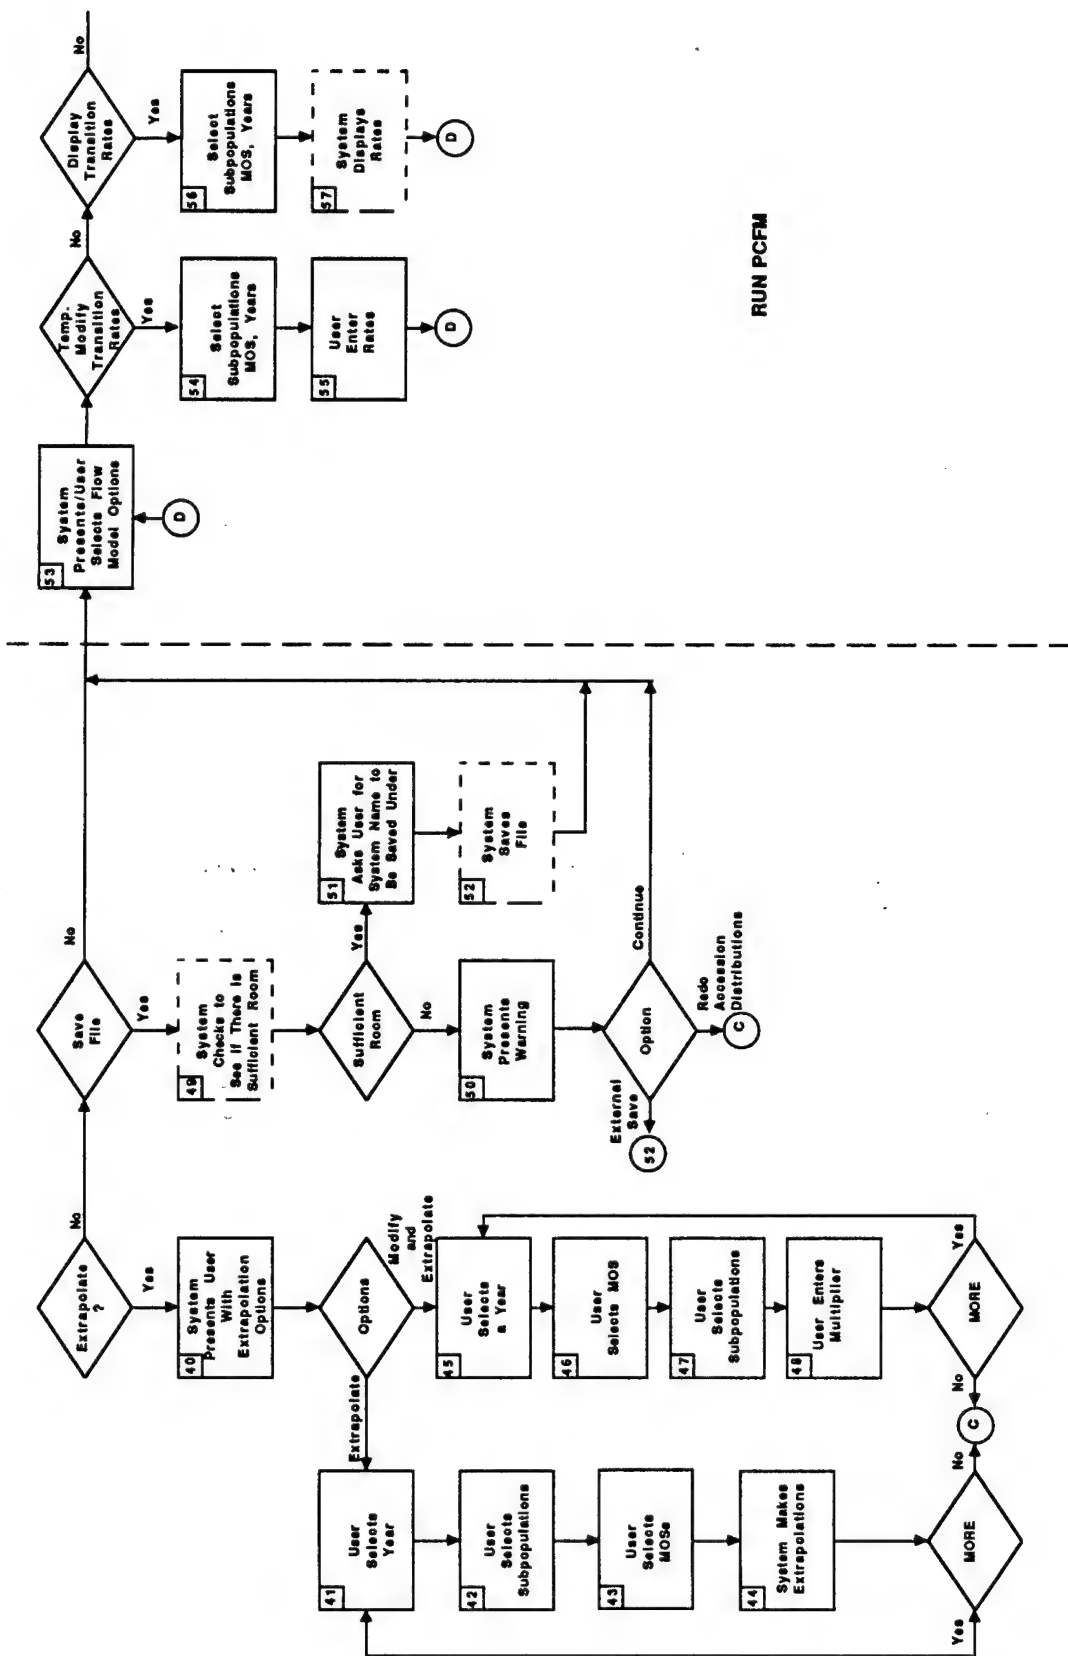 Extrapolate
?
No
Yes
40
System
Presents User
With
Extrapolation
Options
Options
Extrapolate
Modify
and
Extrapolate
41
User
Selects
Year
42
User
Selects
Subpopulations
43
User
Selects
MOSs
44
System Makes
Extrapolations
MORE
Yes
No
C
45
User
Selects
a Year
46
User
Selects MOS
47
User
Selects
Subpopulations
48
User Enters
Multiplier
MORE
Yes
No
Save
File
No
Yes
49
System
Checks to
See if There is
Sufficient Room
Sufficient
Room
Yes
No
51
System
Asks User for
System Name to
Be Saved Under
52
System
Saves
File
50
System
Presents
Warning
Option
External
Save
52
Continue
Redo
Accession
Distributions
C
53
System
Presents/User
Selects Flow
Model Options
D
Temp.
Modify
Transition
Rates
No
Yes
54
Select
Subpopulations
MOS, Years
55
User
Enter
Rates
D
Display
Transition
Rates
No
Yes
56
Select
Subpopulations
MOS, Years
57
System
Displays
Rates
D
RUN PCFM